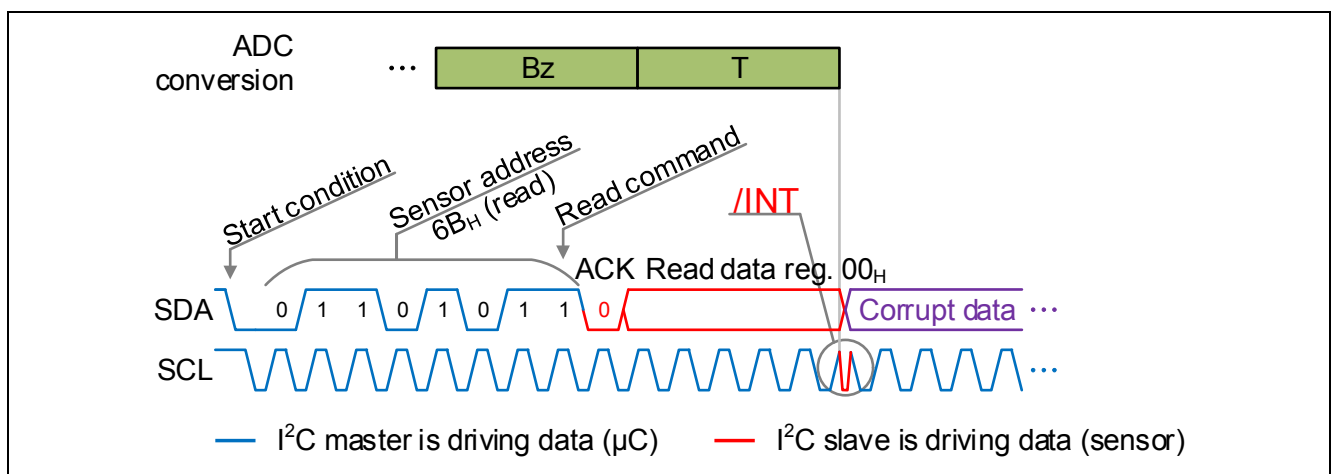 ADC
conversion
... Bz T
Start condition
Sensor address
6B_H (read)
Read command
/INT
ACK Read data reg. 00_H
SDA 0 1 1 0 1 0 1 1 0 Corrupt data ...
SCL ...
I²C master is driving data (µC) I²C slave is driving data (sensor)